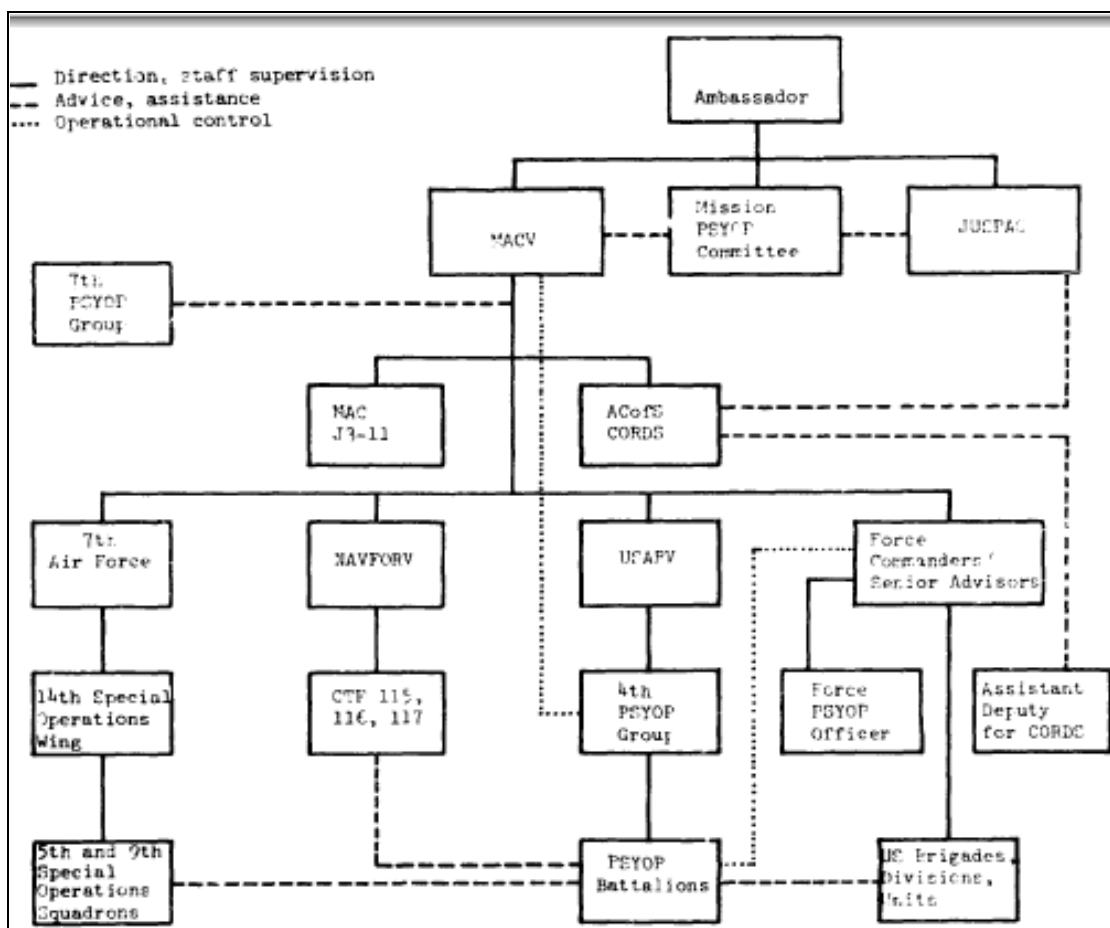 Direction, staff supervision
Advice, assistance
Operational control
Ambassador
MACV
Mission
PSYOP
Committee
JUSPAO
7th
PSYOP
Group
MAC
J3-11
ACofS
CORDS
7th
Air Force
NAVFORV
USARV
Force
Commanders'
Senior Advisors
14th Special
Operations
Wing
CTF 115,
116, 117
4th
PSYOP
Group
Force
PSYOP
Officer
Assistant
Deputy
for CORDS
5th and 9th
Special
Operations
Squadrons
PSYOP
Battalions
US Brigades,
Divisions,
Units